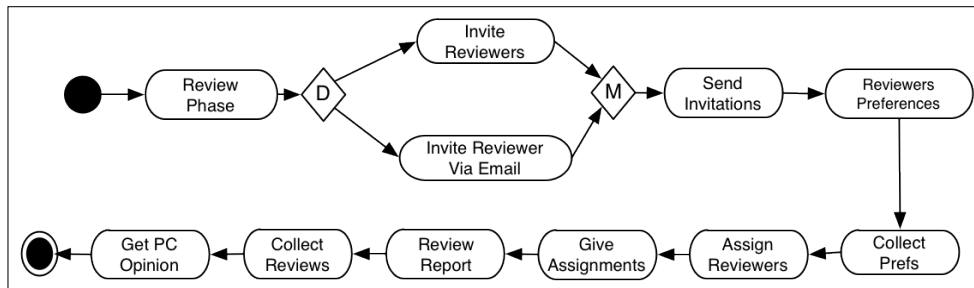 Invite
Reviewers
Review
Phase
D
M
Send
Invitations
Reviewers
Preferences
Invite Reviewer
Via Email
Get PC
Opinion
Collect
Reviews
Review
Report
Give
Assignments
Assign
Reviewers
Collect
Prefs